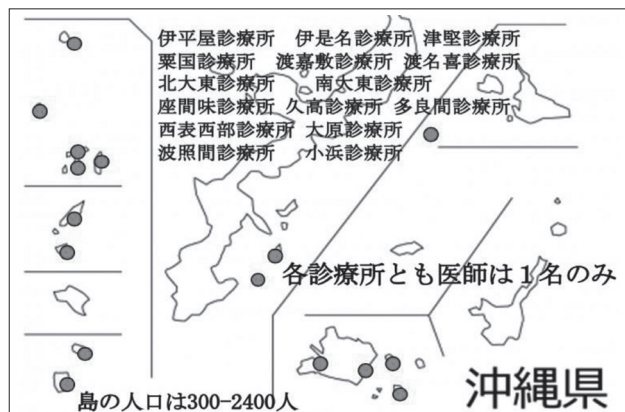 伊平屋診療所　伊是名診療所 津堅診療所
粟国診療所　渡嘉敷診療所 渡名喜診療所
北大東診療所　　南大東診療所
座間味診療所 久高診療所 多良間診療所
西表西部診療所 大原診療所
波照間診療所　小浜診療所
各診療所とも医師は１名のみ
島の人口は300-2400人
沖縄県